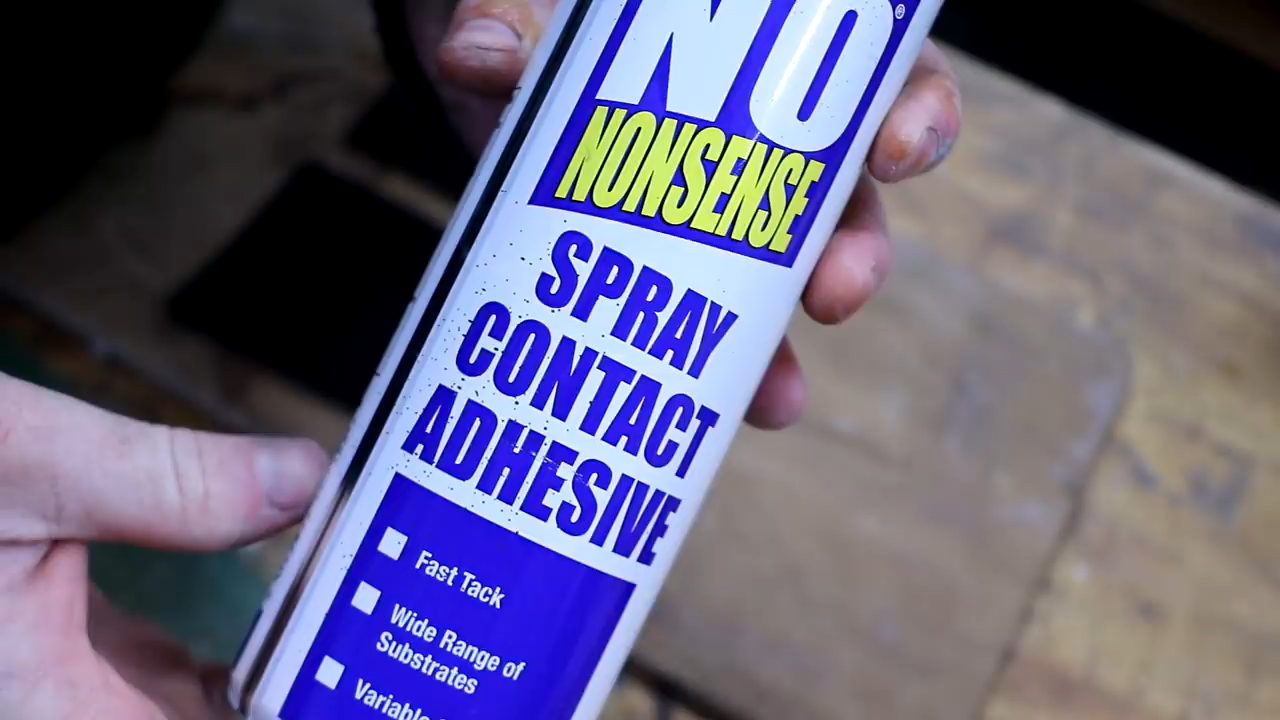 NO®
NONSENSE
SPRAY
CONTACT
ADHESIVE
Fast Tack
Wide Range of
Substrates
Variable